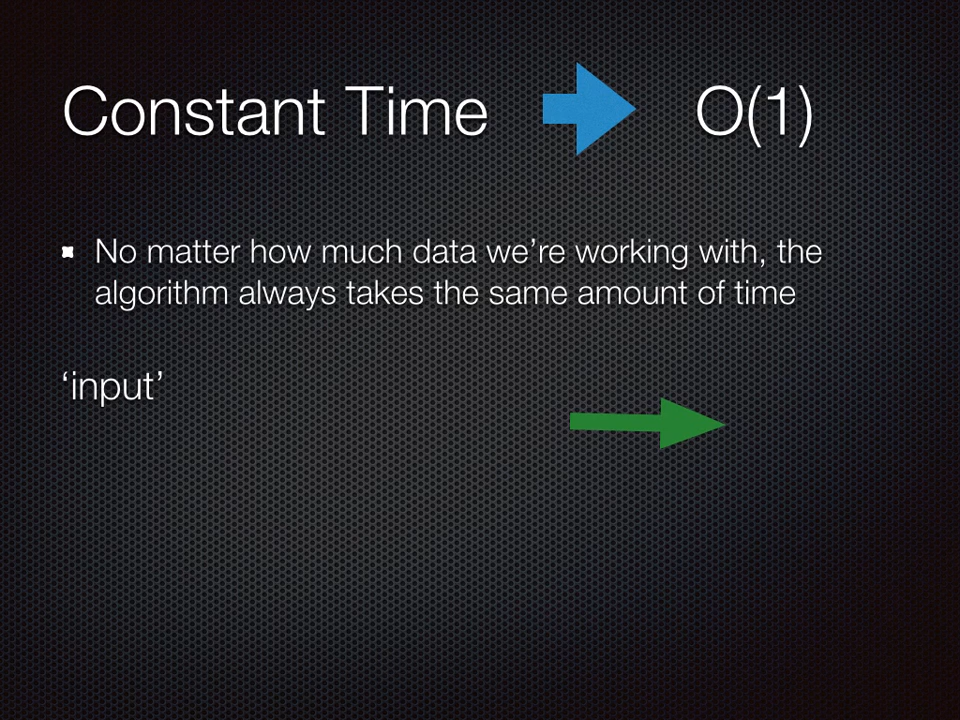 Constant Time O(1)
No matter how much data we’re working with, the
algorithm always takes the same amount of time
‘input’